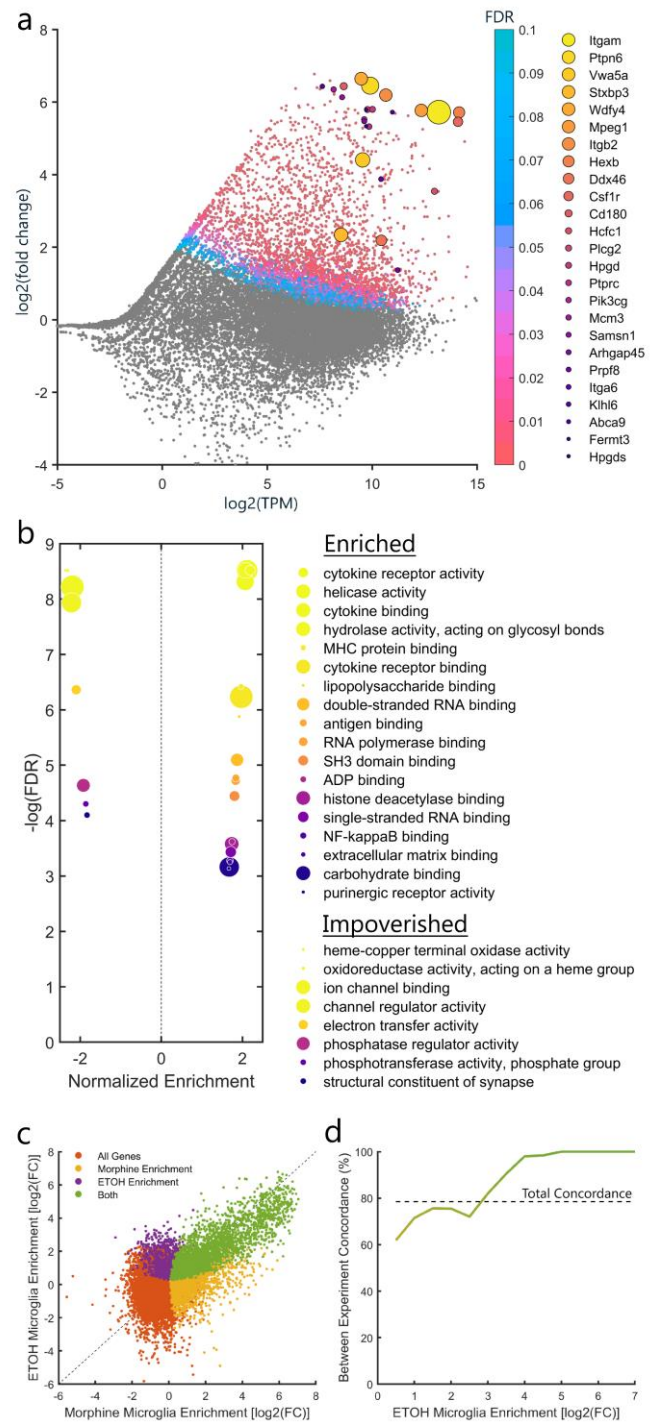 a
FDR
8
6
4
2
0
-2
-4
log2(fold change)
-5
0
5
10
15
log2(TPM)
0.1
0.09
0.08
0.07
0.06
0.05
0.04
0.03
0.02
0.01
0
Itgam
Ptpn6
Vwa5a
Stxbp3
Wdfy4
Mpeg1
Itgb2
Hexb
Ddx46
Csf1r
Cd180
Hcfc1
Plcg2
Hpgd
Ptprc
Pik3cg
Mcm3
Samsn1
Arhgap45
Prpf8
Itga6
Klhl6
Abca9
Fermt3
Hpgds
b
9
8
7
6
5
4
3
2
1
0
-log(FDR)
-2
0
2
Normalized Enrichment
Enriched
cytokine receptor activity
helicase activity
cytokine binding
hydrolase activity, acting on glycosyl bonds
MHC protein binding
cytokine receptor binding
lipopolysaccharide binding
double-stranded RNA binding
antigen binding
RNA polymerase binding
SH3 domain binding
ADP binding
histone deacetylase binding
single-stranded RNA binding
NF-kappaB binding
extracellular matrix binding
carbohydrate binding
purinergic receptor activity
Impoverished
heme-copper terminal oxidase activity
oxidoreductase activity, acting on a heme group
ion channel binding
channel regulator activity
electron transfer activity
phosphatase regulator activity
phosphotransferase activity, phosphate group
structural constituent of synapse
c
8
6
4
2
0
-2
-4
-6
ETOH Microglia Enrichment [log2(FC)]
All Genes
Morphine Enrichment
ETOH Enrichment
Both
-6
-4
-2
0
2
4
6
8
Morphine Microglia Enrichment [log2(FC)]
d
100
80
60
40
20
0
Between Experiment Concordance (%)
Total Concordance
0
1
2
3
4
5
6
7
ETOH Microglia Enrichment [log2(FC)]